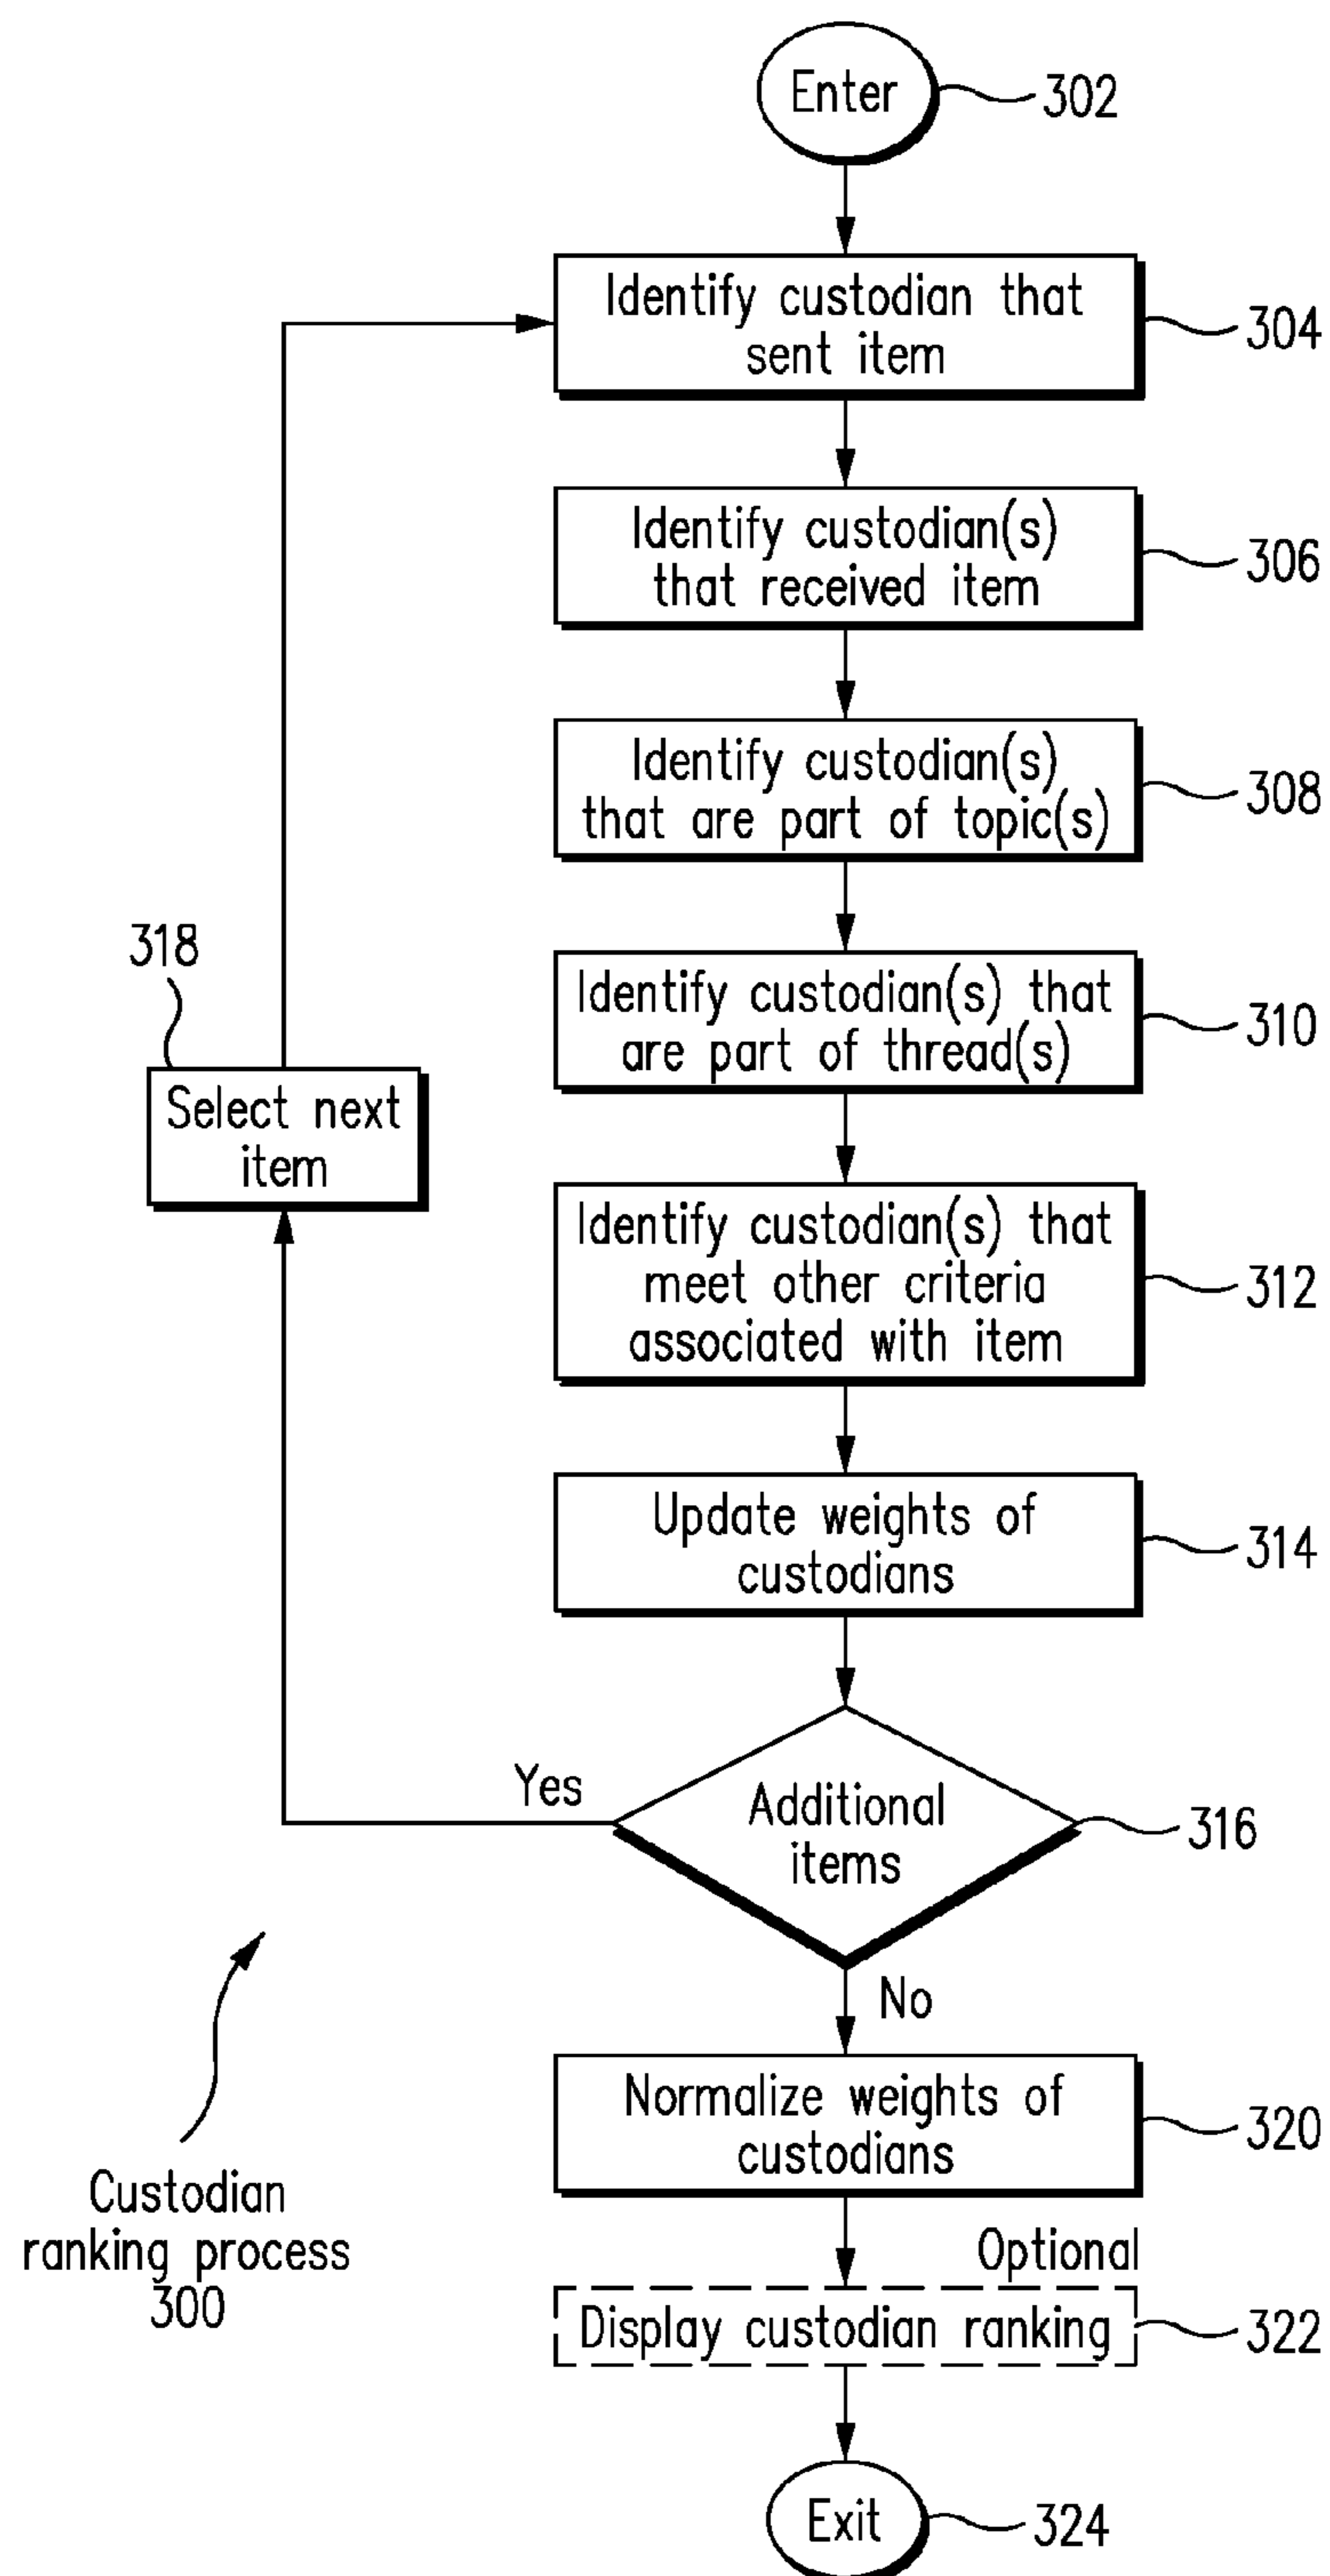 Enter
302
Identify custodian that
sent item
304
Identify custodian(s)
that received item
306
Identify custodian(s)
that are part of topic(s)
308
Identify custodian(s) that
are part of thread(s)
310
318
Select next
item
Identify custodian(s) that
meet other criteria
associated with item
312
Update weights of
custodians
314
Yes
Additional
items
316
No
Normalize weights of
custodians
320
Custodian
ranking process
300
Optional
Display custodian ranking
322
Exit
324